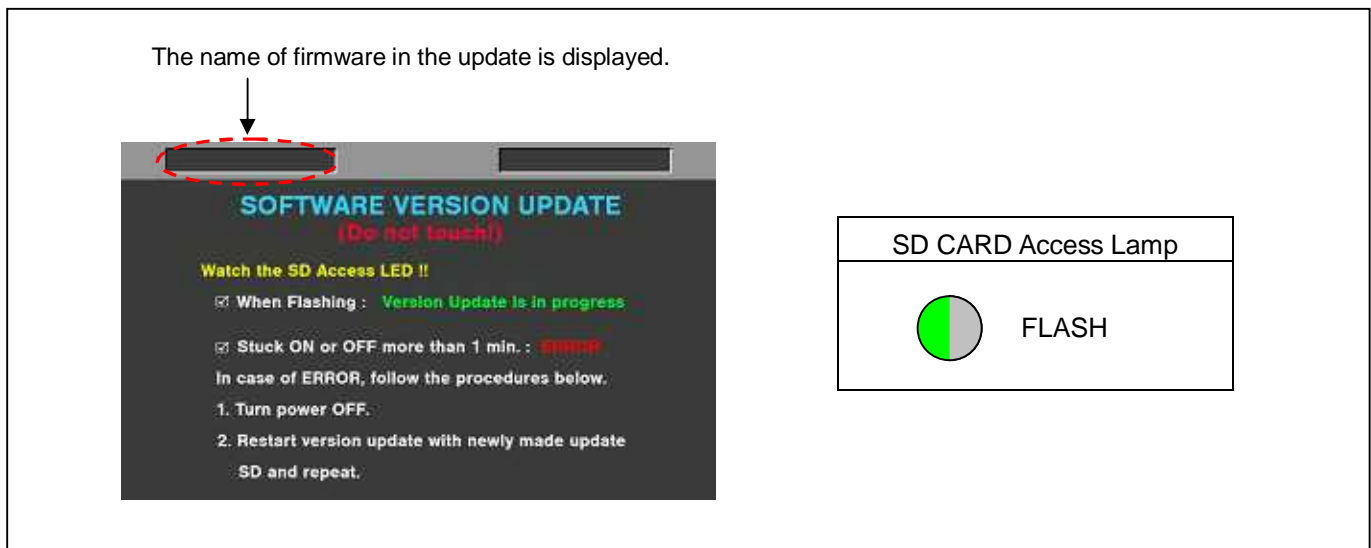 The name of firmware in the update is displayed.
SOFTWARE VERSION UPDATE
(Do not touch!)
Watch the SD Access LED !!
☑ When Flashing : Version Update is in progress
☑ Stuck ON or OFF more than 1 min. : ERROR
In case of ERROR, follow the procedures below.
1. Turn power OFF.
2. Restart version update with newly made update
SD and repeat.
SD CARD Access Lamp
FLASH